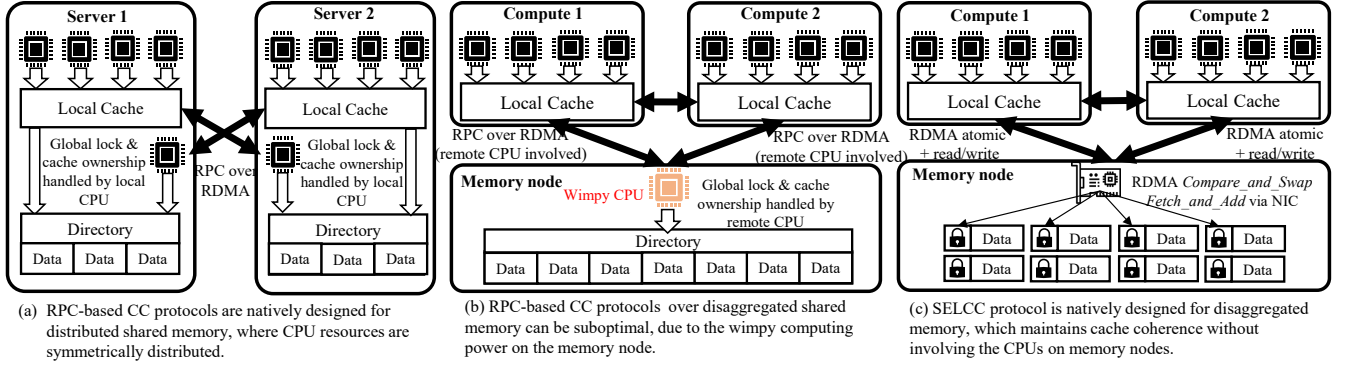 Server 1
Local Cache
Global lock &
cache ownership
handled by local
CPU
Directory
Data Data Data
Server 2
Local Cache
Global lock &
cache ownership
handled by local
CPU
Directory
Data Data Data
RPC over
RDMA
(a) RPC-based CC protocols are natively designed for
distributed shared memory, where CPU resources are
symmetrically distributed.
Compute 1
Local Cache
Compute 2
Local Cache
RPC over RDMA
(remote CPU involved)
RPC over RDMA
(remote CPU involved)
Memory node
Wimpy CPU
Global lock & cache
ownership handled by
remote CPU
Directory
Data Data Data Data Data Data Data
(b) RPC-based CC protocols over disaggregated shared
memory can be suboptimal, due to the wimpy computing
power on the memory node.
Compute 1
Local Cache
Compute 2
Local Cache
RDMA atomic
+ read/write
RDMA atomic
+ read/write
Memory node
RDMA Compare_and_Swap
Fetch_and_Add via NIC
Data Data Data Data
Data Data Data Data
(c) SELCC protocol is natively designed for disaggregated
memory, which maintains cache coherence without
involving the CPUs on memory nodes.